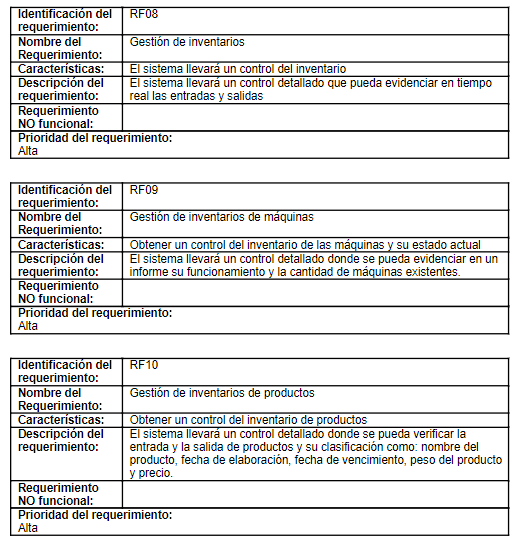 Identificación del requerimiento: RF08
Nombre del Requerimiento: Gestión de inventarios
Características: El sistema llevará un control del inventario
Descripción del requerimiento: El sistema llevará un control detallado que pueda evidenciar en tiempo
real las entradas y salidas
Requerimiento NO funcional:
Prioridad del requerimiento:
Alta
Identificación del requerimiento: RF09
Nombre del Requerimiento: Gestión de inventarios de máquinas
Características: Obtener un control del inventario de las máquinas y su estado actual
Descripción del requerimiento: El sistema llevará un control detallado donde se pueda evidenciar en un
informe su funcionamiento y la cantidad de máquinas existentes.
Requerimiento NO funcional:
Prioridad del requerimiento:
Alta
Identificación del requerimiento: RF10
Nombre del Requerimiento: Gestión de inventarios de productos
Características: Obtener un control del inventario de productos
Descripción del requerimiento: El sistema llevará un control detallado donde se pueda verificar la
entrada y la salida de productos y su clasificación como: nombre del
producto, fecha de elaboración, fecha de vencimiento, peso del producto
y precio.
Requerimiento NO funcional:
Prioridad del requerimiento:
Alta